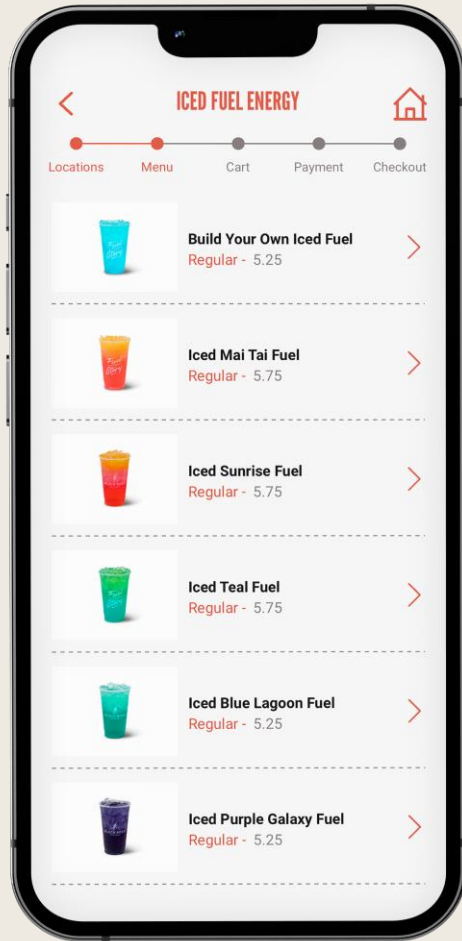 ICED FUEL ENERGY
Locations Menu Cart Payment Checkout
Build Your Own Iced Fuel
Regular - 5.25
Iced Mai Tai Fuel
Regular - 5.75
Iced Sunrise Fuel
Regular - 5.75
Iced Teal Fuel
Regular - 5.75
Iced Blue Lagoon Fuel
Regular - 5.25
Iced Purple Galaxy Fuel
Regular - 5.25